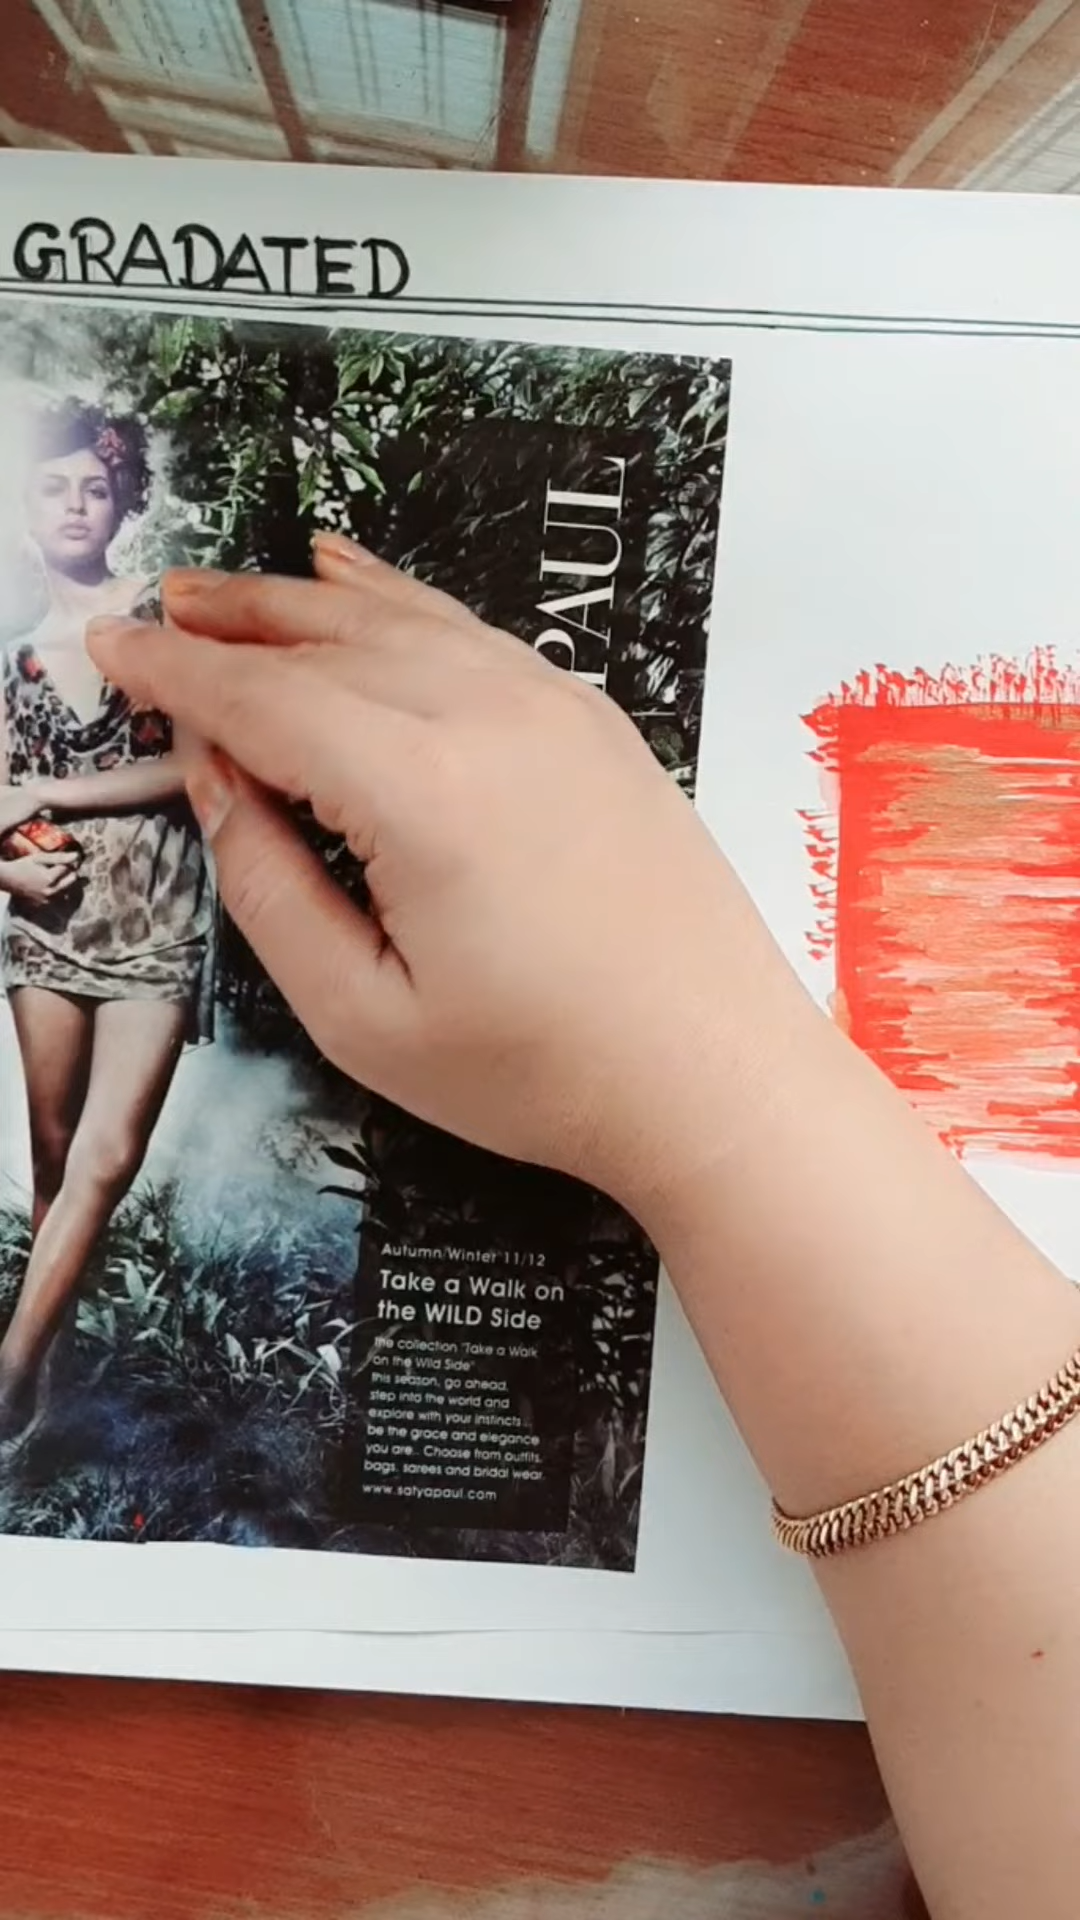 GRADATED
PAUL
Autumn/Winter'11/12
Take a Walk on
the WILD Side
the collection "Take a Walk
on the Wild Side"
this season, go ahead,
step into the world and
explore with your instincts...
be the grace and elegance
you are.. Choose from outfits,
bags, sarees and bridal wear.
www.satyapaul.com